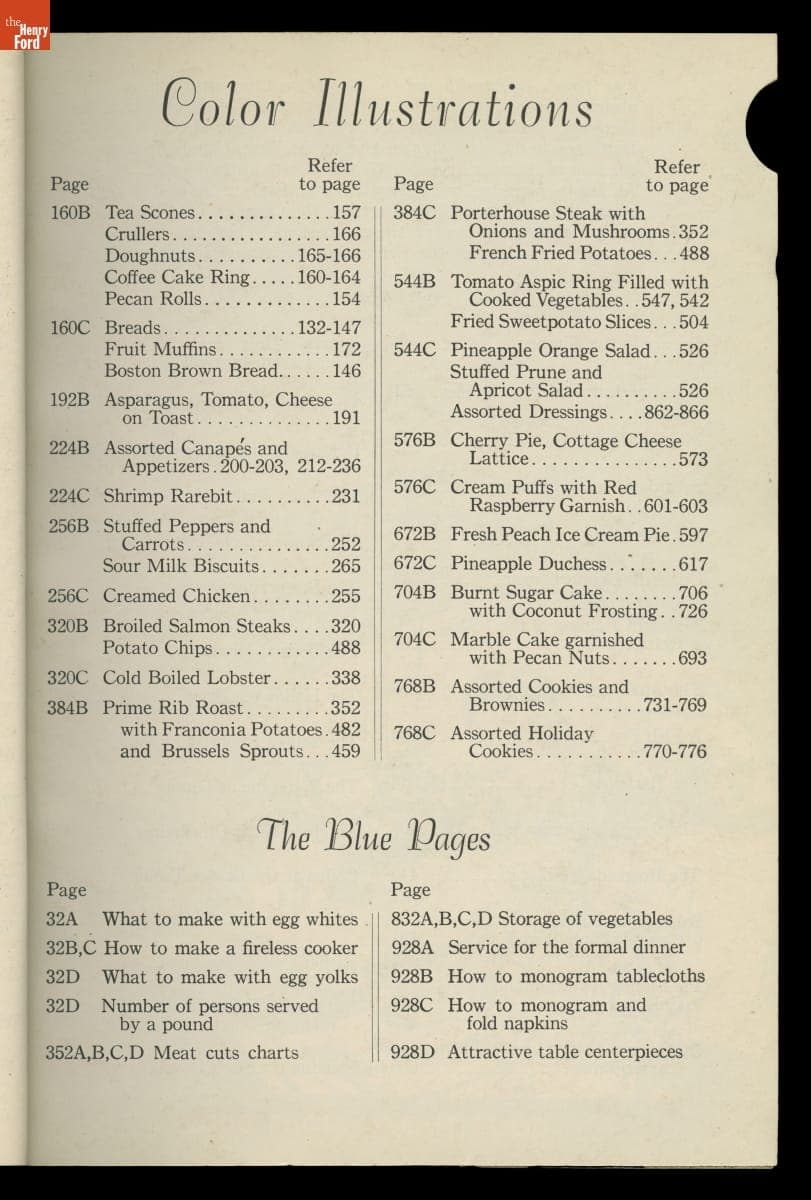 the
Henry
Ford
Color Illustrations
Page Refer to page
160B Tea Scones..............157
Crullers.................166
Doughnuts..........165-166
Coffee Cake Ring.....160-164
Pecan Rolls.............154
160C Breads..............132-147
Fruit Muffins............172
Boston Brown Bread......146
192B Asparagus, Tomato, Cheese
on Toast..............191
224B Assorted Canapés and
Appetizers.200-203, 212-236
224C Shrimp Rarebit..........231
256B Stuffed Peppers and
Carrots...............252
Sour Milk Biscuits.......265
256C Creamed Chicken........255
320B Broiled Salmon Steaks....320
Potato Chips............488
320C Cold Boiled Lobster......338
384B Prime Rib Roast.........352
with Franconia Potatoes.482
and Brussels Sprouts...459
Page Refer to page
384C Porterhouse Steak with
Onions and Mushrooms.352
French Fried Potatoes...488
544B Tomato Aspic Ring Filled with
Cooked Vegetables..547, 542
Fried Sweetpotato Slices...504
544C Pineapple Orange Salad...526
Stuffed Prune and
Apricot Salad..........526
Assorted Dressings....862-866
576B Cherry Pie, Cottage Cheese
Lattice...............573
576C Cream Puffs with Red
Raspberry Garnish..601-603
672B Fresh Peach Ice Cream Pie.597
672C Pineapple Duchess.......617
704B Burnt Sugar Cake........706
with Coconut Frosting..726
704C Marble Cake garnished
with Pecan Nuts.......693
768B Assorted Cookies and
Brownies..........731-769
768C Assorted Holiday
Cookies...........770-776
The Blue Pages
Page
32A What to make with egg whites
32B,C How to make a fireless cooker
32D What to make with egg yolks
32D Number of persons served
by a pound
352A,B,C,D Meat cuts charts
Page
832A,B,C,D Storage of vegetables
928A Service for the formal dinner
928B How to monogram tablecloths
928C How to monogram and
fold napkins
928D Attractive table centerpieces